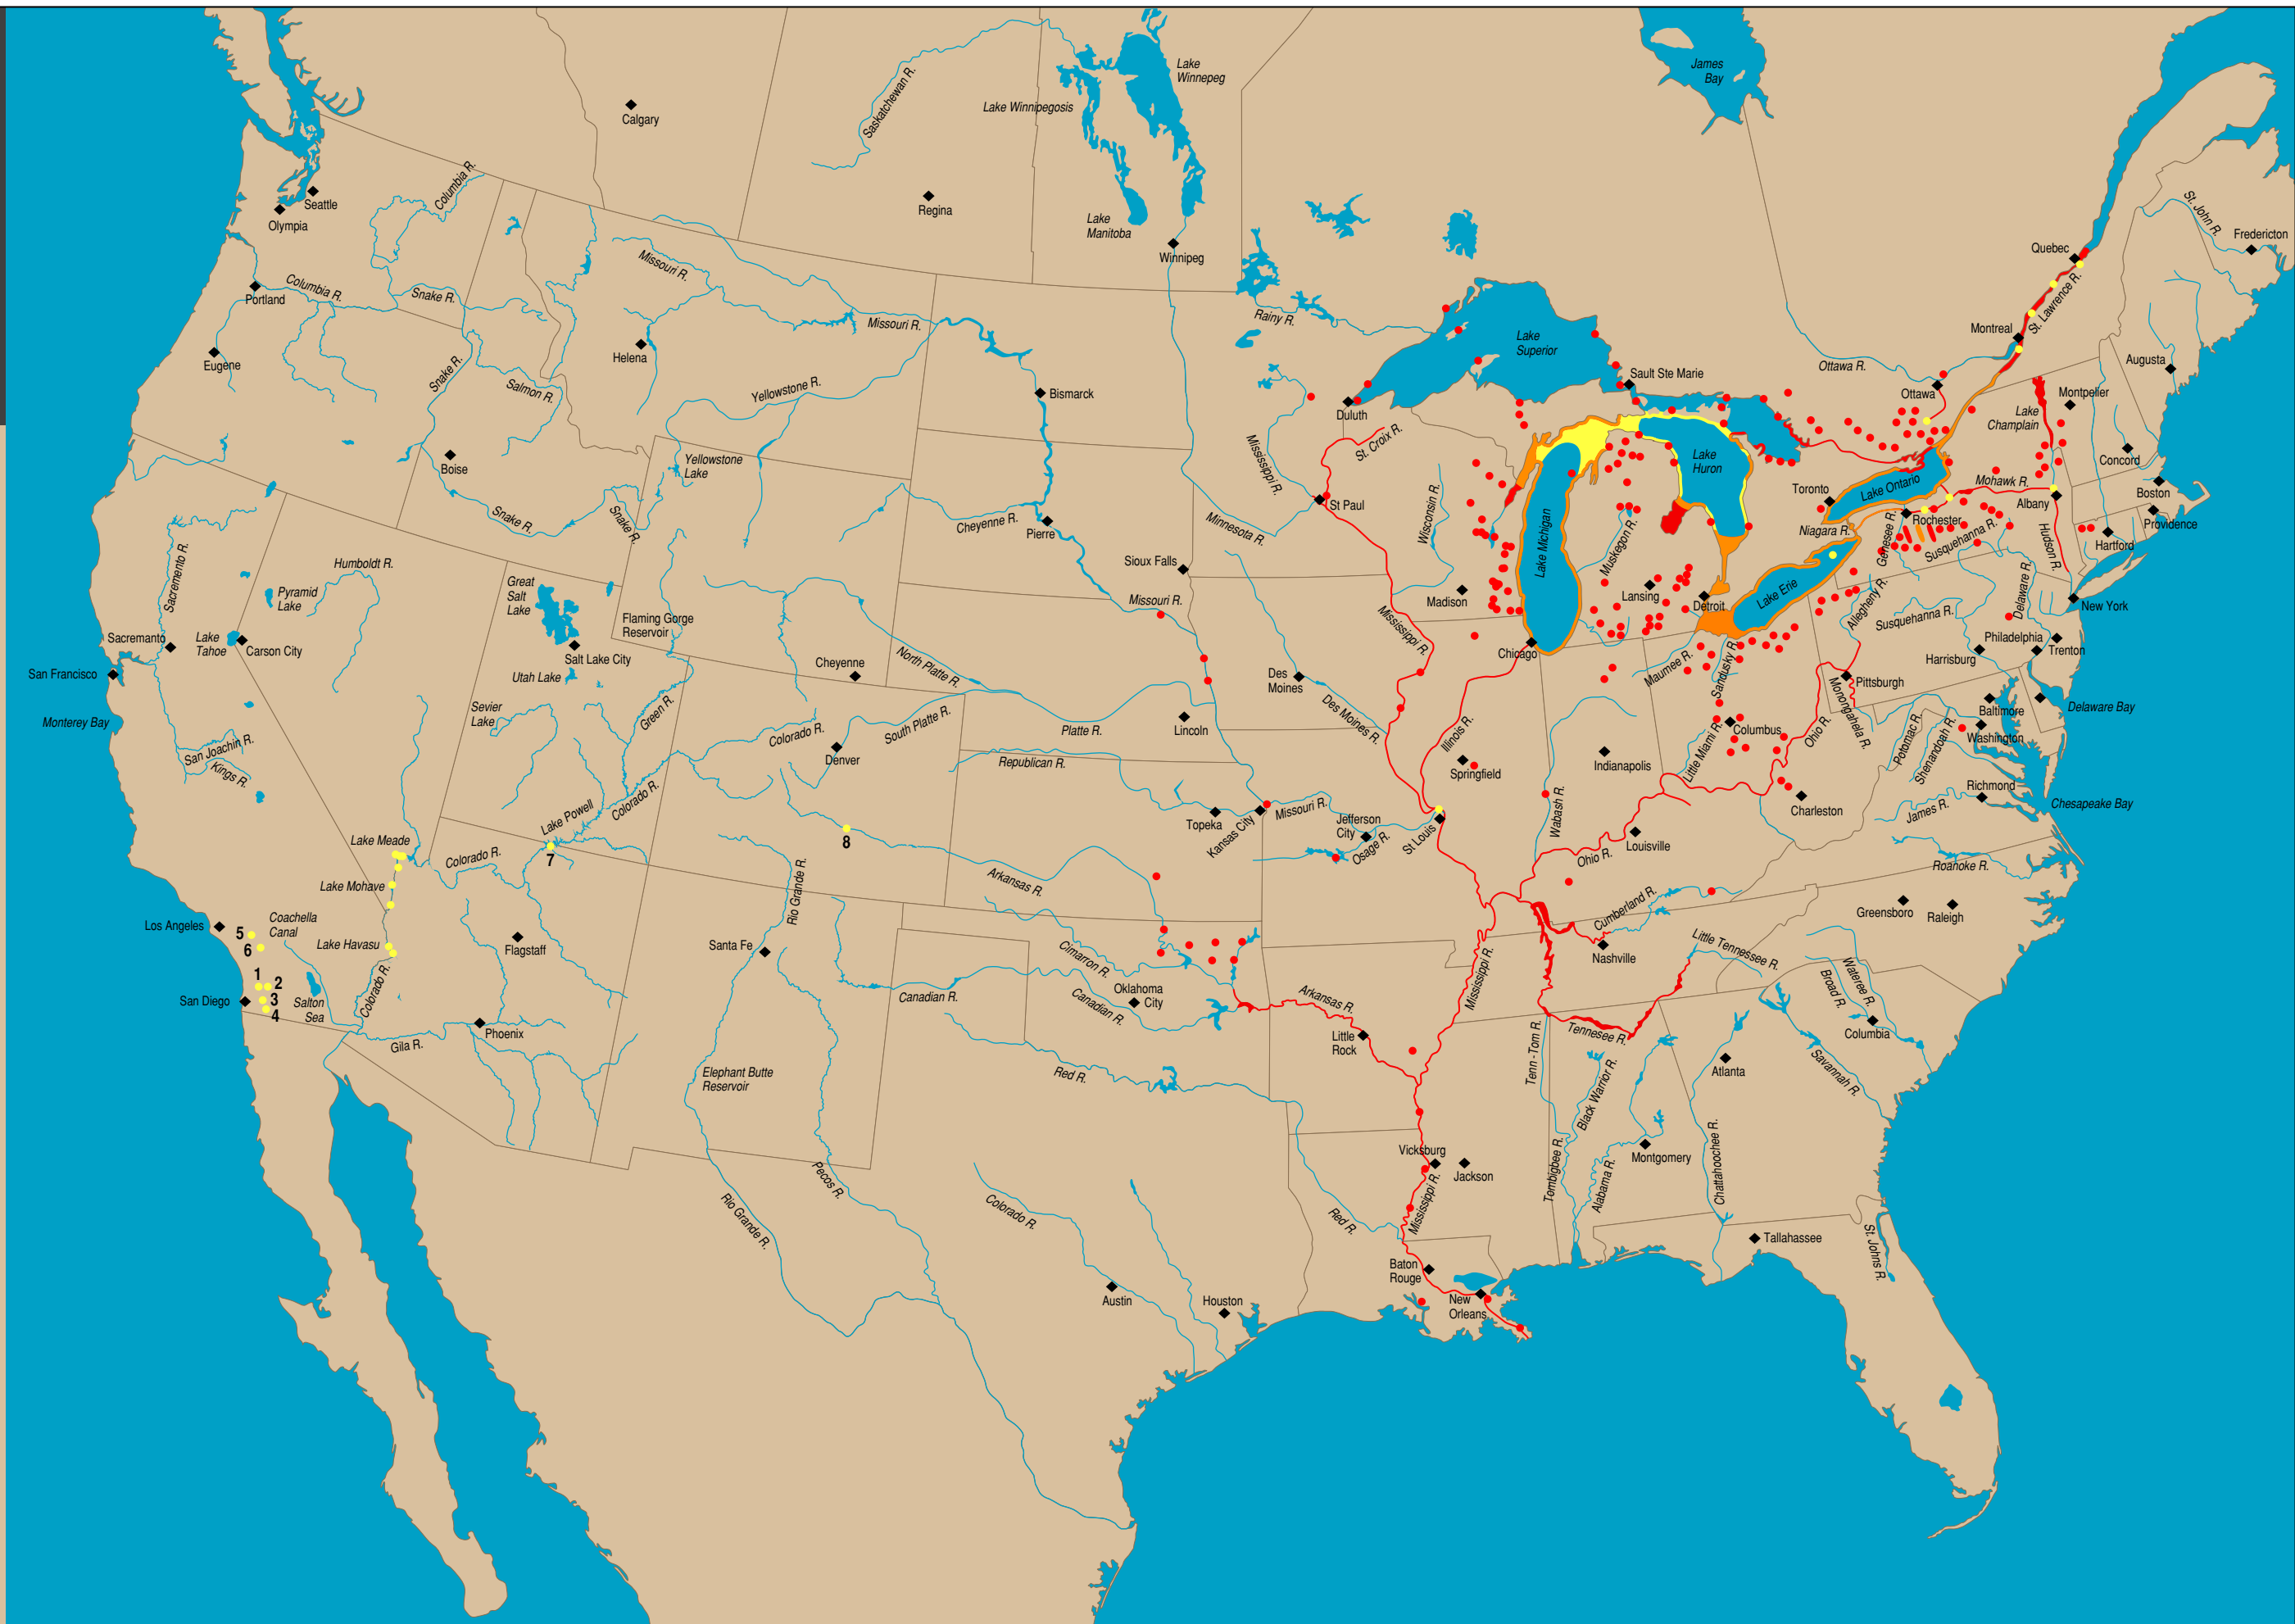 James
Bay
Lake
Winnepeg
Lake Winnipegosis
Saskatchewan R.
Calgary
Regina
Lake
Manitoba
Winnipeg
Columbia R.
Seattle
Olympia
Portland
Columbia R.
Snake R.
Eugene
Snake R.
Salmon R.
Boise
Snake R.
Snake R.
Missouri R.
Missouri R.
Helena
Yellowstone R.
Yellowstone
Lake
Bismarck
Cheyenne R.
Pierre
Rainy R.
Lake
Superior
Duluth
Sault Ste Marie
St. Croix R.
Mississippi R.
St Paul
Minnesota R.
Wisconsin R.
Lake Michigan
Lake
Huron
Muskegon R.
Madison
Lansing
Detroit
Chicago
Ottawa R.
Ottawa
Montreal
Quebec
St. Lawrence R.
St. John R.
Fredericton
Augusta
Montpelier
Lake
Champlain
Concord
Boston
Providence
Hartford
Albany
Mohawk R.
Hudson R.
Toronto
Lake Ontario
Niagara R.
Rochester
Genesee R.
Susquehanna R.
Lake Erie
Allegheny R.
Susquehanna R.
Delaware R.
New York
Philadelphia
Trenton
Harrisburg
Pittsburgh
Monongahela R.
Baltimore
Washington
Delaware Bay
Potomac R.
Shenandoah R.
Richmond
James R.
Chesapeake Bay
Roanoke R.
Greensboro
Raleigh
Maumee R.
Sandusky R.
Columbus
Little Miami R.
Ohio R.
Charleston
Indianapolis
Wabash R.
Louisville
Ohio R.
Cumberland R.
Nashville
Little Tennessee R.
Tennesee R.
Sioux Falls
Missouri R.
Des
Moines
Des Moines R.
Mississippi R.
Illinois R.
Springfield
St Louis
Lincoln
Platte R.
Republican R.
Topeka
Kansas City
Missouri R.
Jefferson
City
Osage R.
Sacremento R.
Sacremanto
San Francisco
Monterey Bay
Lake
Tahoe
Carson City
Pyramid
Lake
Humboldt R.
San Joachin R.
Kings R.
Great
Salt
Lake
Salt Lake City
Utah Lake
Sevier
Lake
Flaming Gorge
Reservoir
Green R.
Cheyenne
North Platte R.
South Platte R.
Colorado R.
Denver
Colorado R.
Lake Powell
7
8
Lake Meade
Colorado R.
Lake Mohave
Los Angeles
Coachella
Canal
5
6
Lake Havasu
Flagstaff
1
2
3
4
San Diego
Salton
Sea
Colorado R.
Phoenix
Gila R.
Santa Fe
Rio Grande R.
Elephant Butte
Reservoir
Arkansas R.
Cimarron R.
Canadian R.
Canadian R.
Oklahoma
City
Arkansas R.
Little
Rock
Mississippi R.
Red R.
Pecos R.
Rio Grande R.
Colorado R.
Austin
Houston
Red R.
Vicksburg
Jackson
Mississippi R.
Baton
Rouge
New
Orleans
Tenn-Tom R.
Tombigbee R.
Black Warrior R.
Alabama R.
Montgomery
Atlanta
Chattahoochee R.
Tallahassee
St. Johns R.
Savannah R.
Broad R.
Wateree R.
Columbia